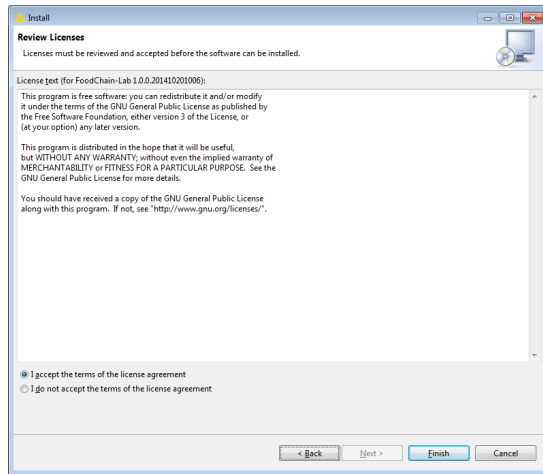 Install
Review Licenses
Licenses must be reviewed and accepted before the software can be installed.
License text (for FoodChain-Lab 1.0.0.201410201006):
This program is free software: you can redistribute it and/or modify
it under the terms of the GNU General Public License as published by
the Free Software Foundation, either version 3 of the License, or
(at your option) any later version.
This program is distributed in the hope that it will be useful,
but WITHOUT ANY WARRANTY; without even the implied warranty of
MERCHANTABILITY or FITNESS FOR A PARTICULAR PURPOSE.  See the
GNU General Public License for more details.
You should have received a copy of the GNU General Public License
along with this program.  If not, see "http://www.gnu.org/licenses/".
I accept the terms of the license agreement
I do not accept the terms of the license agreement
< Back Next > Finish Cancel